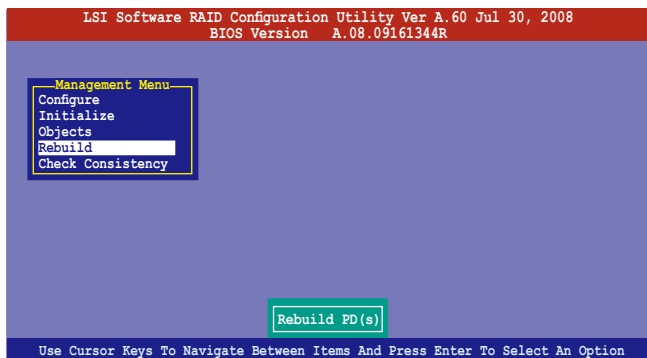 LSI Software RAID Configuration Utility Ver A.60 Jul 30, 2008
BIOS Version A.08.09161344R
Management Menu
Configure
Initialize
Objects
Rebuild
Check Consistency
Rebuild PD(s)
Use Cursor Keys To Navigate Between Items And Press Enter To Select An Option